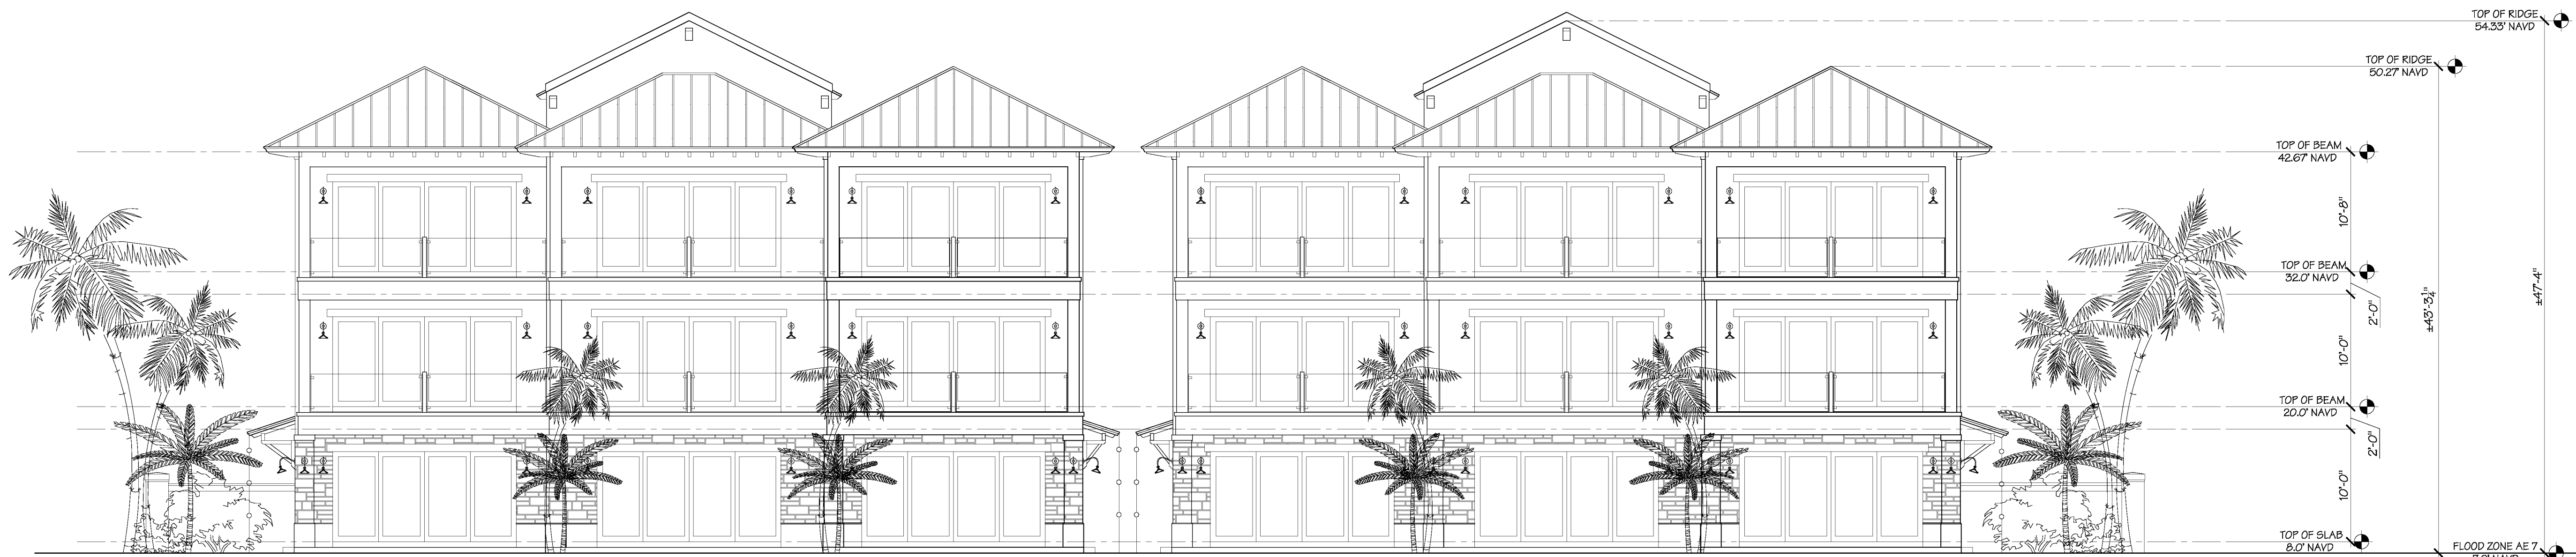 TOP OF RIDGE
54.33' NAVD
TOP OF RIDGE
50.27' NAVD
TOP OF BEAM
42.67' NAVD
10'-8"
TOP OF BEAM
32.0' NAVD
2'-0"
±43'-3¼"
±47'-4"
10'-0"
TOP OF BEAM
20.0' NAVD
2'-0"
10'-0"
TOP OF SLAB
8.0' NAVD
FLOOD ZONE AE 7